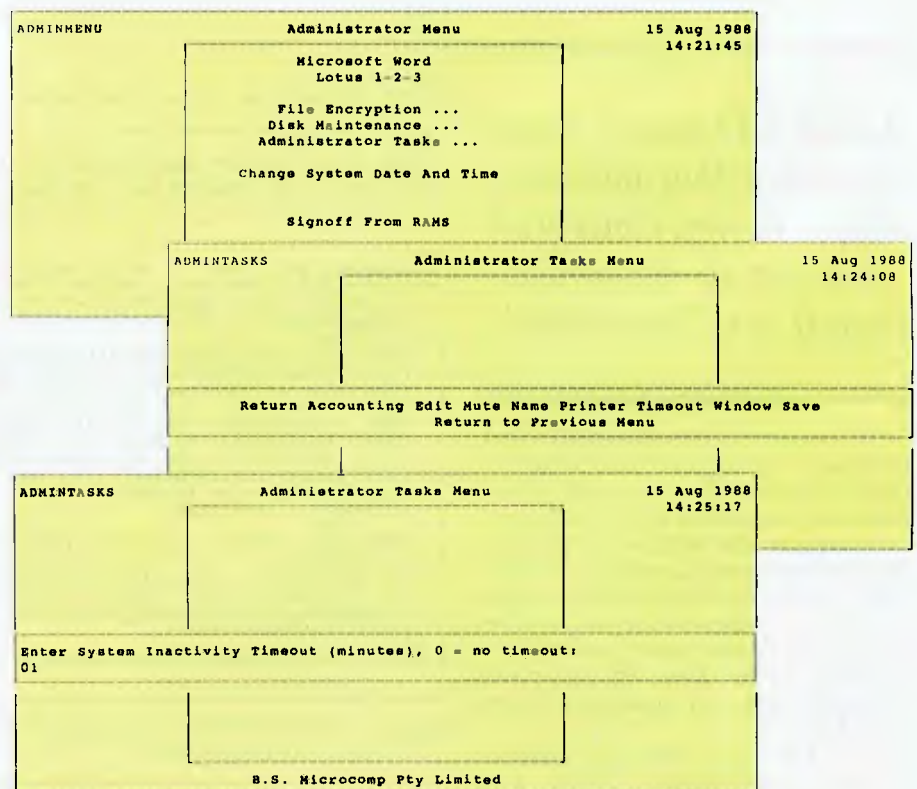 ADMINMENU Administrator Menu 15 Aug 1988
14:21:45
Microsoft Word
Lotus 1-2-3
File Encryption ...
Disk Maintenance ...
Administrator Tasks ...
Change System Date And Time
Signoff From RAMS
ADMINTASKS Administrator Tasks Menu 15 Aug 1988
14:24:08
Return Accounting Edit Mute Name Printer Timeout Window Save
Return to Previous Menu
ADMINTASKS Administrator Tasks Menu 15 Aug 1988
14:25:17
Enter System Inactivity Timeout (minutes), 0 = no timeout:
01
B.S. Microcomp Pty Limited